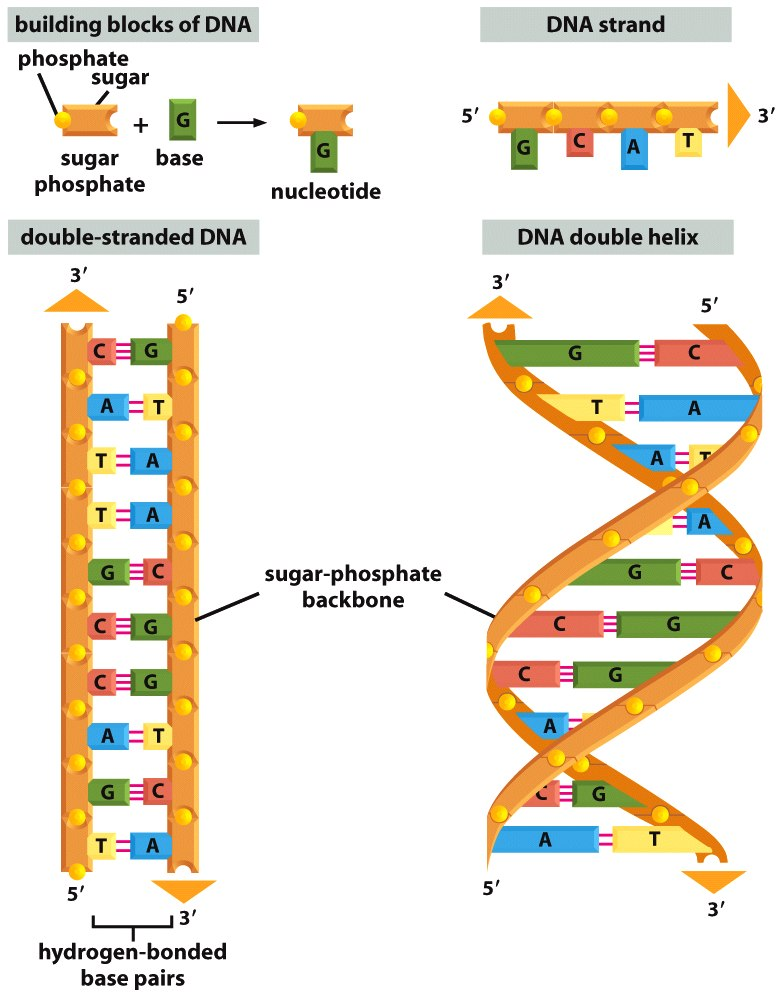 building blocks of DNA
phosphate
sugar
+
G
sugar
phosphate
base
G
nucleotide
DNA strand
5′
3′
G C A T
double-stranded DNA
3′
5′
C G
A T
T A
T A
G C
C G
C G
A T
G C
T A
5′
3′
hydrogen-bonded
base pairs
sugar-phosphate
backbone
DNA double helix
3′
5′
G C
T A
A T
A
G C
C G
C G
A
C G
A T
5′
3′